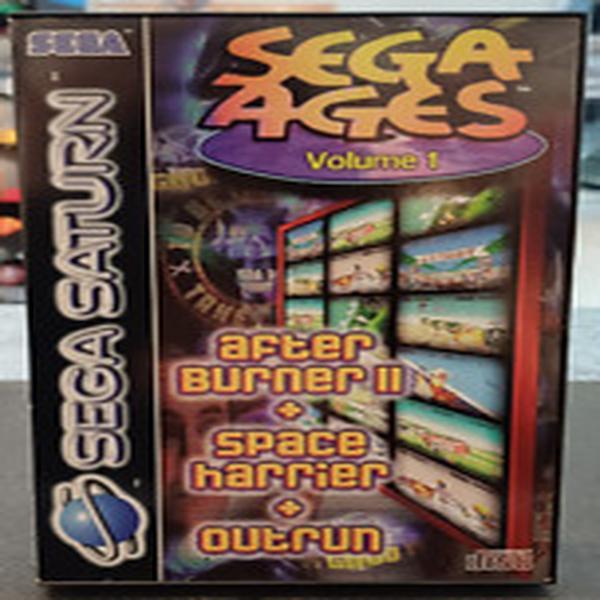 SEGA
SEGA SATURN
SEGA
AGES
Volume 1
after
Burner II
+
space
harrier
+
outrun